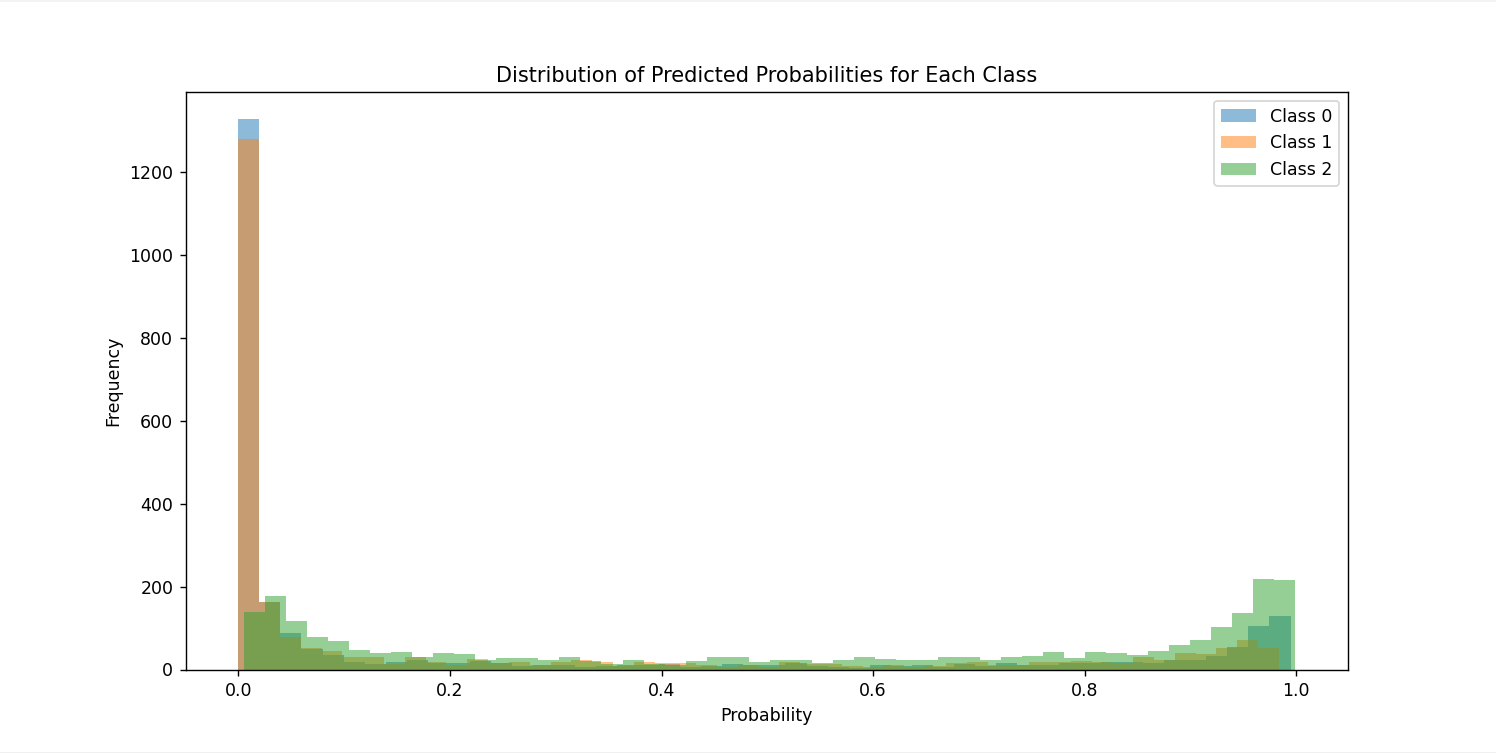 Distribution of Predicted Probabilities for Each Class
Class 0
Class 1
Class 2
Frequency
1200
1000
800
600
400
200
0
0.0 0.2 0.4 0.6 0.8 1.0
Probability